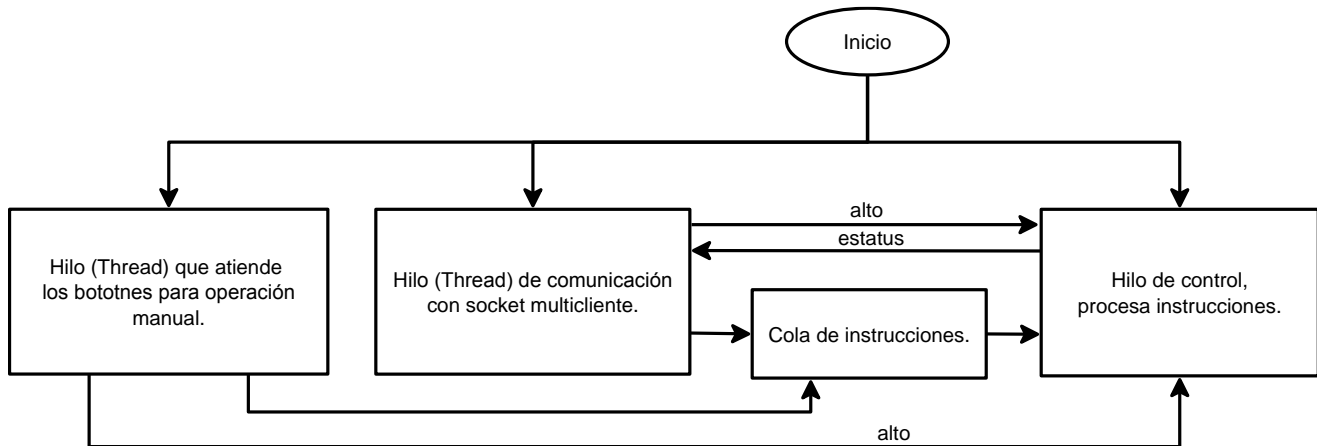 Inicio
alto
estatus
Hilo (Thread) que atiende
los bototnes para operación
manual.
Hilo (Thread) de comunicación
con socket multicliente.
Cola de instrucciones.
Hilo de control,
procesa instrucciones.
alto